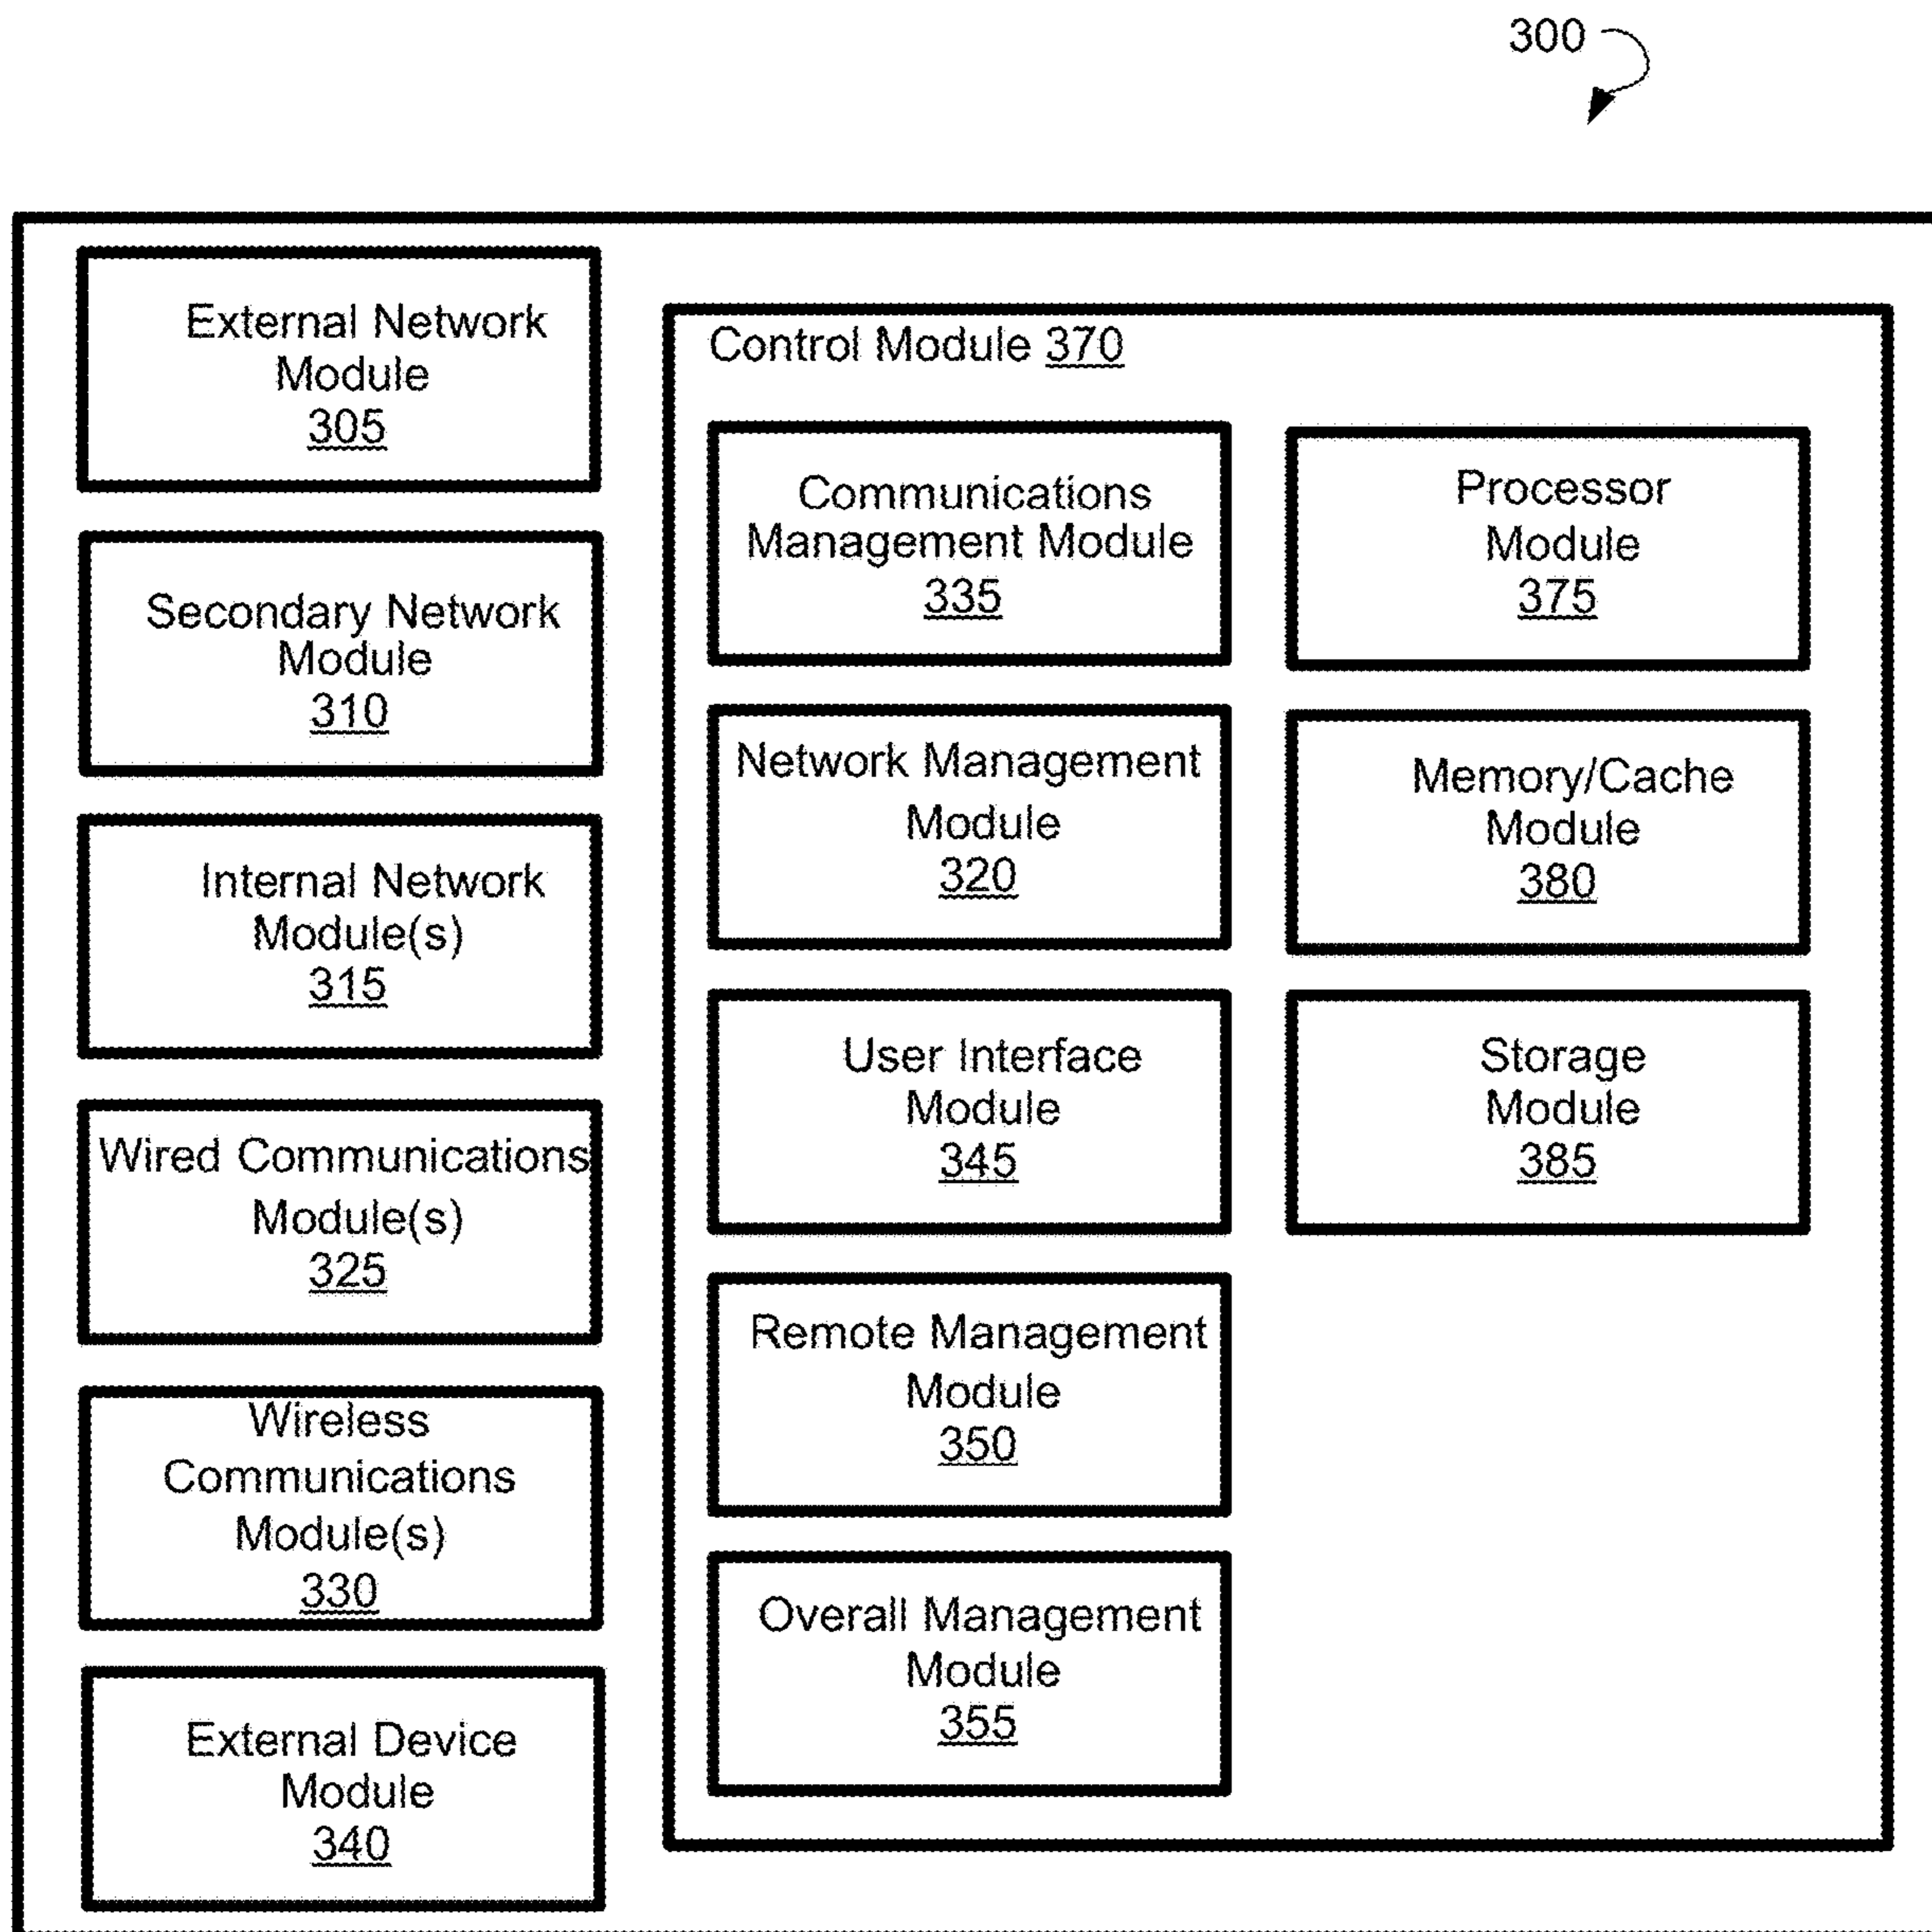 300
External Network
Module
305
Secondary Network
Module
310
Internal Network
Module(s)
315
Wired Communications
Module(s)
325
Wireless
Communications
Module(s)
330
External Device
Module
340
Control Module 370
Communications
Management Module
335
Network Management
Module
320
User Interface
Module
345
Remote Management
Module
350
Overall Management
Module
355
Processor
Module
375
Memory/Cache
Module
380
Storage
Module
385